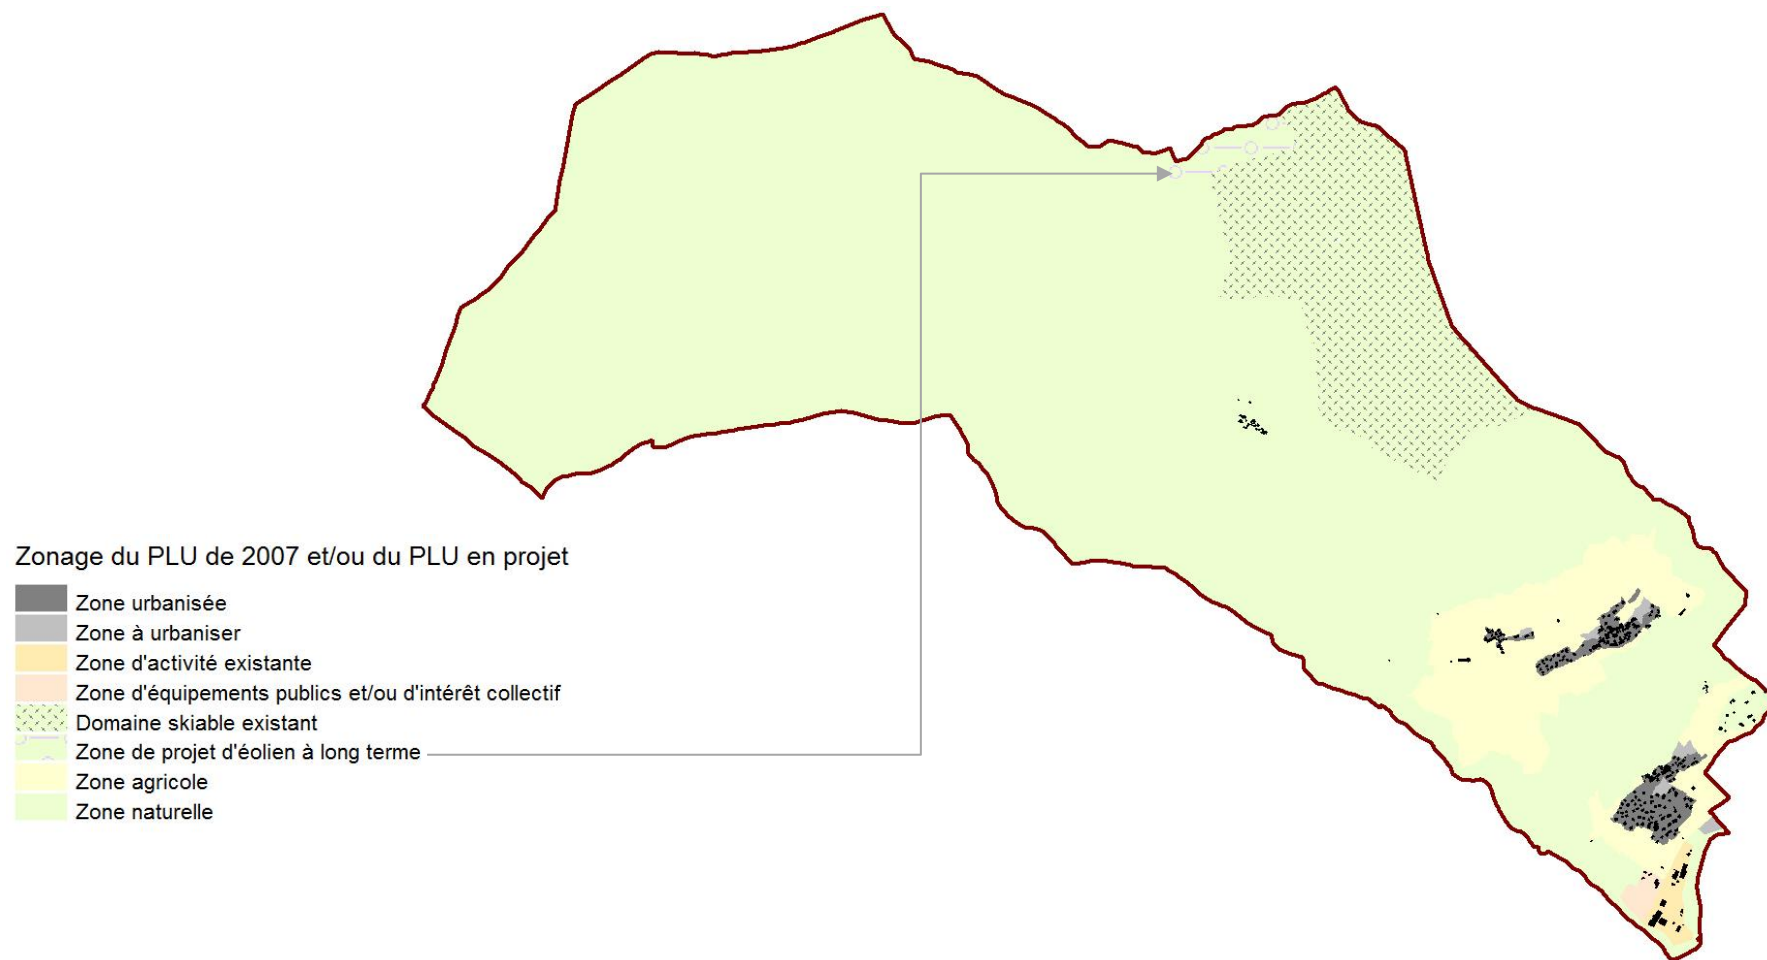 Zonage du PLU de 2007 et/ou du PLU en projet
Zone urbanisée
Zone à urbaniser
Zone d'activité existante
Zone d'équipements publics et/ou d'intérêt collectif
Domaine skiable existant
Zone de projet d'éolien à long terme
Zone agricole
Zone naturelle